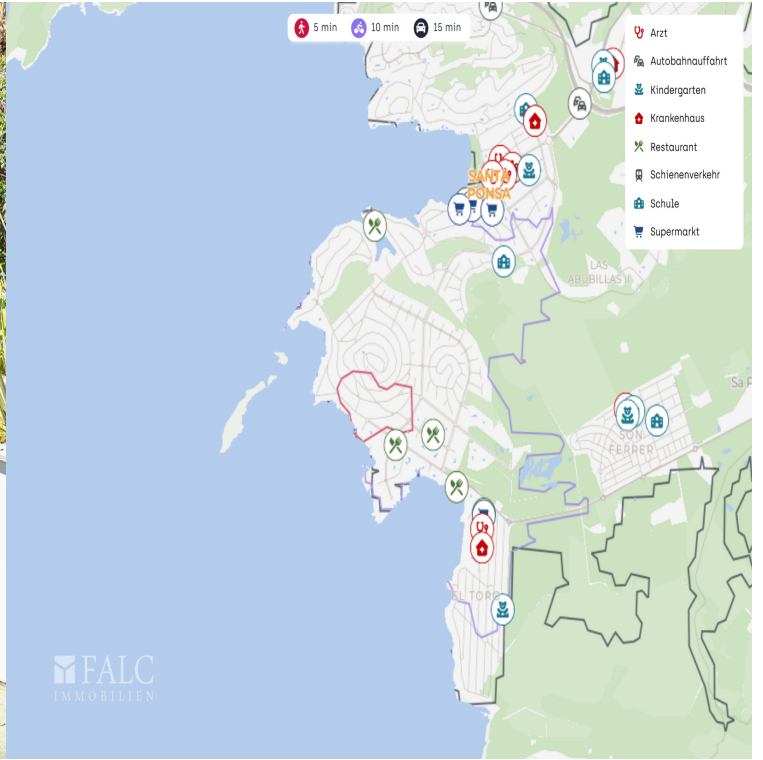 5 min
10 min
15 min
Arzt
Autobahnauffahrt
Kindergarten
Krankenhaus
Restaurant
Schienenverkehr
Schule
Supermarkt
SANTA
PONSA
LAS
ABUBILLAS II
SON
FERRER
EL TORO
FALC
IMMOBILIEN